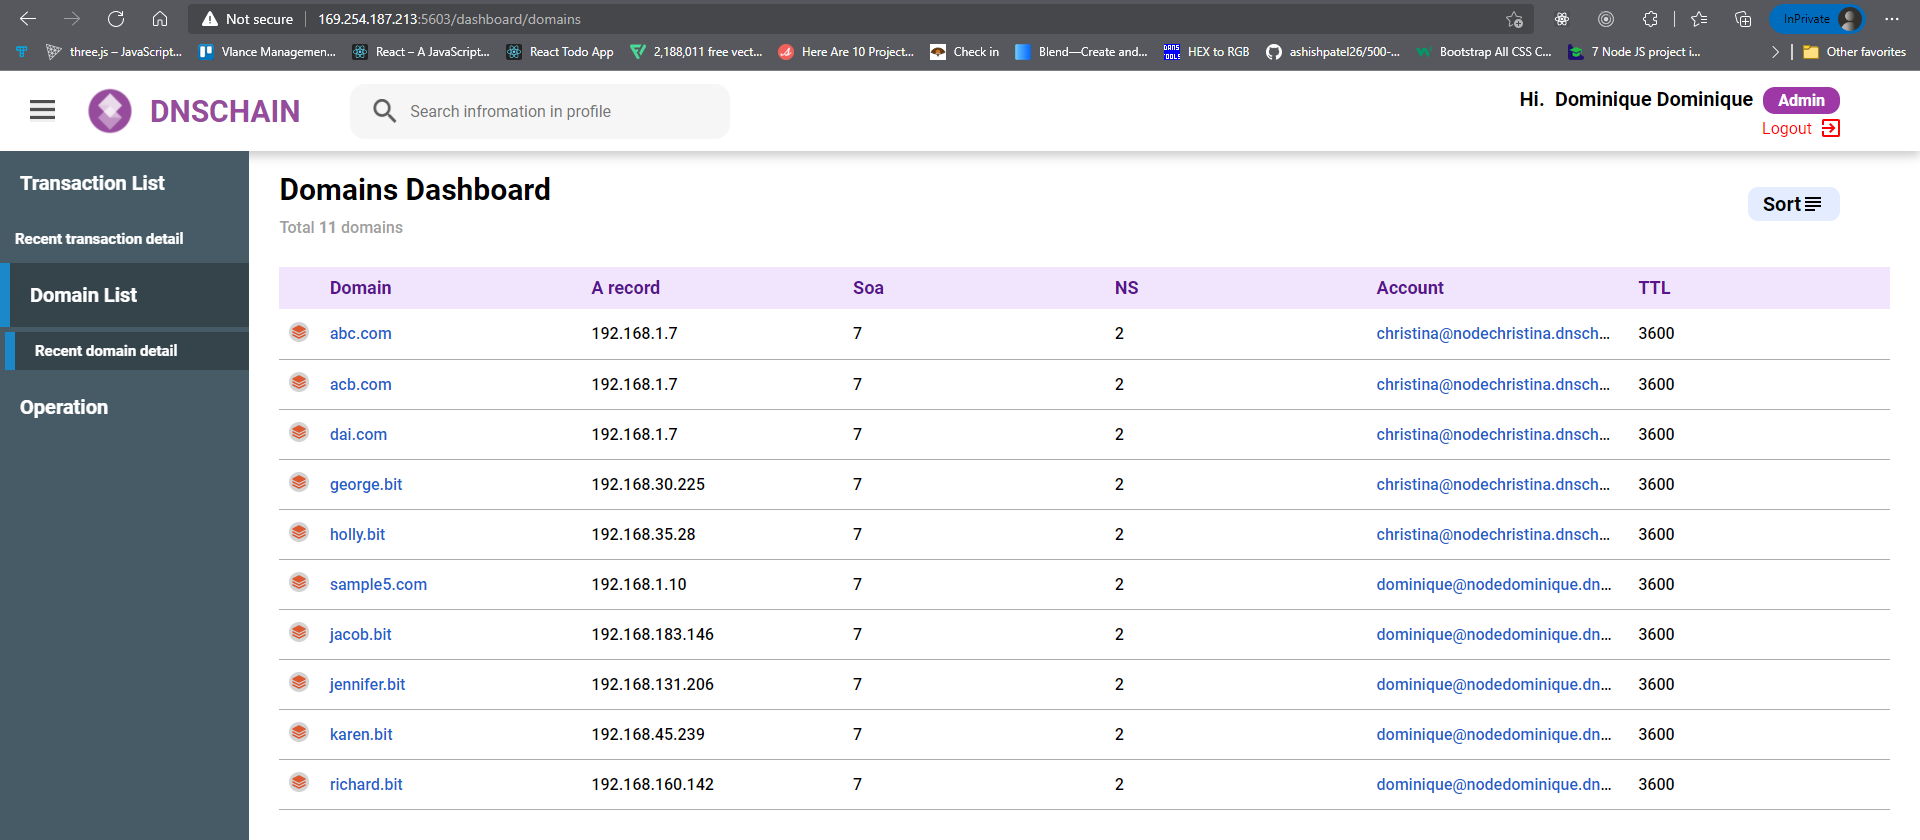 Not secure 169.254.187.213:5603/dashboard/domains InPrivate
three.js – JavaScript... Vlance Managemen... React – A JavaScript... React Todo App 2,188,011 free vect... Here Are 10 Project... Check in Blend—Create and... HEX to RGB ashishpatel26/500-... Bootstrap All CSS C... 7 Node JS project i... Other favorites
DNSCHAIN
Search infromation in profile
Hi. Dominique Dominique Admin
Logout
Transaction List
Recent transaction detail
Domain List
Recent domain detail
Operation
Domains Dashboard
Total 11 domains
Sort
Domain A record Soa NS Account TTL
abc.com 192.168.1.7 7 2 christina@nodechristina.dnsch... 3600
acb.com 192.168.1.7 7 2 christina@nodechristina.dnsch... 3600
dai.com 192.168.1.7 7 2 christina@nodechristina.dnsch... 3600
george.bit 192.168.30.225 7 2 christina@nodechristina.dnsch... 3600
holly.bit 192.168.35.28 7 2 christina@nodechristina.dnsch... 3600
sample5.com 192.168.1.10 7 2 dominique@nodedominique.dn... 3600
jacob.bit 192.168.183.146 7 2 dominique@nodedominique.dn... 3600
jennifer.bit 192.168.131.206 7 2 dominique@nodedominique.dn... 3600
karen.bit 192.168.45.239 7 2 dominique@nodedominique.dn... 3600
richard.bit 192.168.160.142 7 2 dominique@nodedominique.dn... 3600